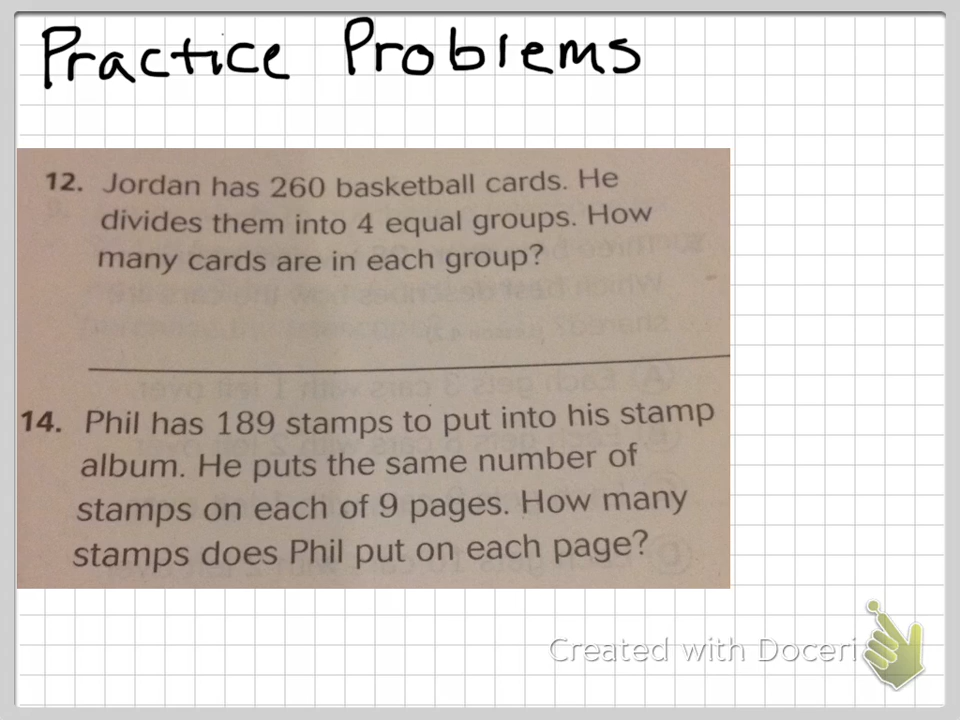 Practice Problems
12. Jordan has 260 basketball cards. He
divides them into 4 equal groups. How
many cards are in each group?
14. Phil has 189 stamps to put into his stamp
album. He puts the same number of
stamps on each of 9 pages. How many
stamps does Phil put on each page?
Created with Doceri